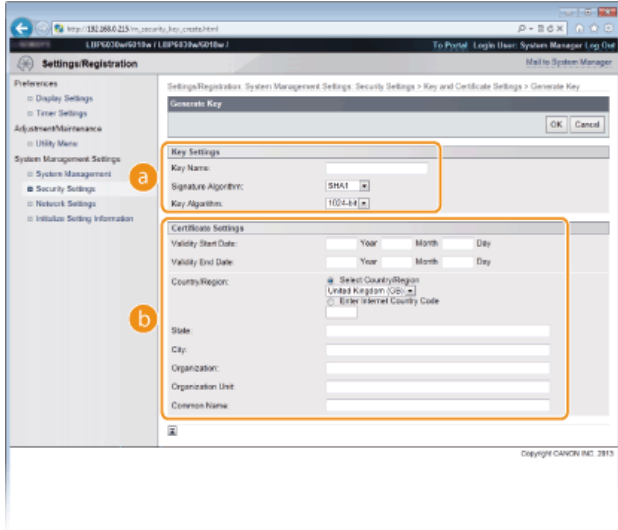 http://192.168.0.215/m_security_key_create.html
LBP6030w/6018w / LBP6030w/6018w /
To Portal Login User: System Manager Log Out
Settings/Registration
Mail to System Manager
Preferences
Display Settings
Timer Settings
Adjustment/Maintenance
Utility Menu
System Management Settings
System Management
Security Settings
Network Settings
Initialize Setting Information
Settings/Registration: System Management Settings: Security Settings > Key and Certificate Settings > Generate Key
Generate Key
OK Cancel
a
Key Settings
Key Name:
Signature Algorithm: SHA1
Key Algorithm: 1024-bit
b
Certificate Settings
Validity Start Date: Year Month Day
Validity End Date: Year Month Day
Country/Region: Select Country/Region
United Kingdom (GB)
Enter Internet Country Code
State:
City:
Organization:
Organization Unit:
Common Name:
Copyright CANON INC. 2013